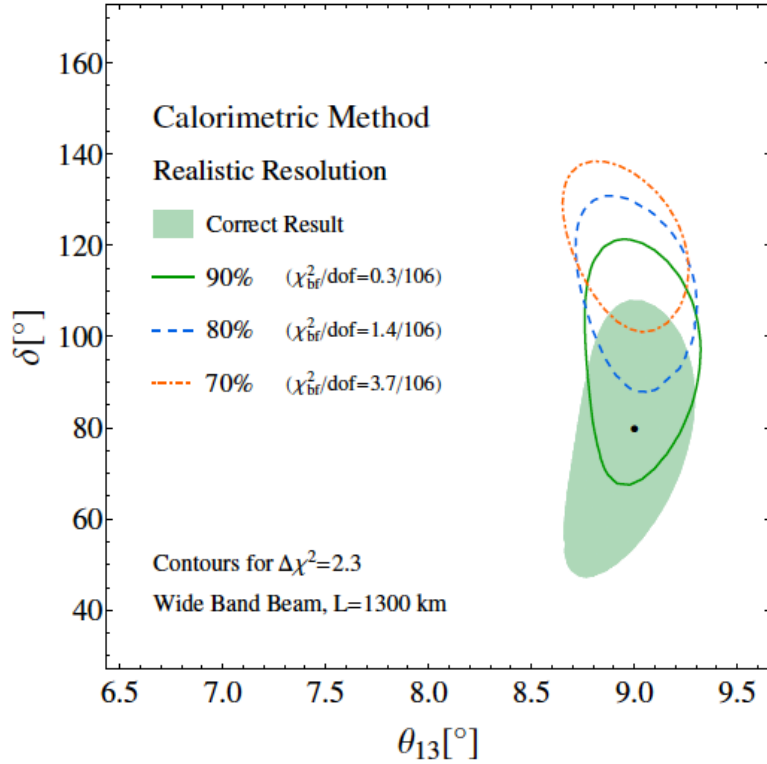 160
140
120
100
80
60
40
δ[°]
Calorimetric Method
Realistic Resolution
Correct Result
90% (χ²bf/dof=0.3/106)
80% (χ²bf/dof=1.4/106)
70% (χ²bf/dof=3.7/106)
Contours for Δχ²=2.3
Wide Band Beam, L=1300 km
6.5 7.0 7.5 8.0 8.5 9.0 9.5
θ₁₃[°]